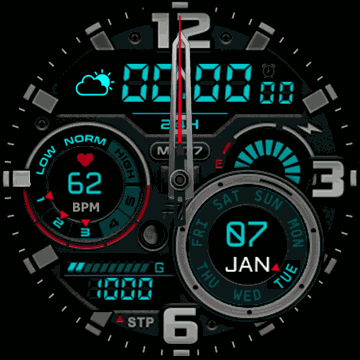 12
00:00 00
24H
LOW NORM HIGH
62
BPM
1 2 3 4 5
E
3
FRI SAT SUN MON TUE WED THU
07
JAN
G
1000
STP
6